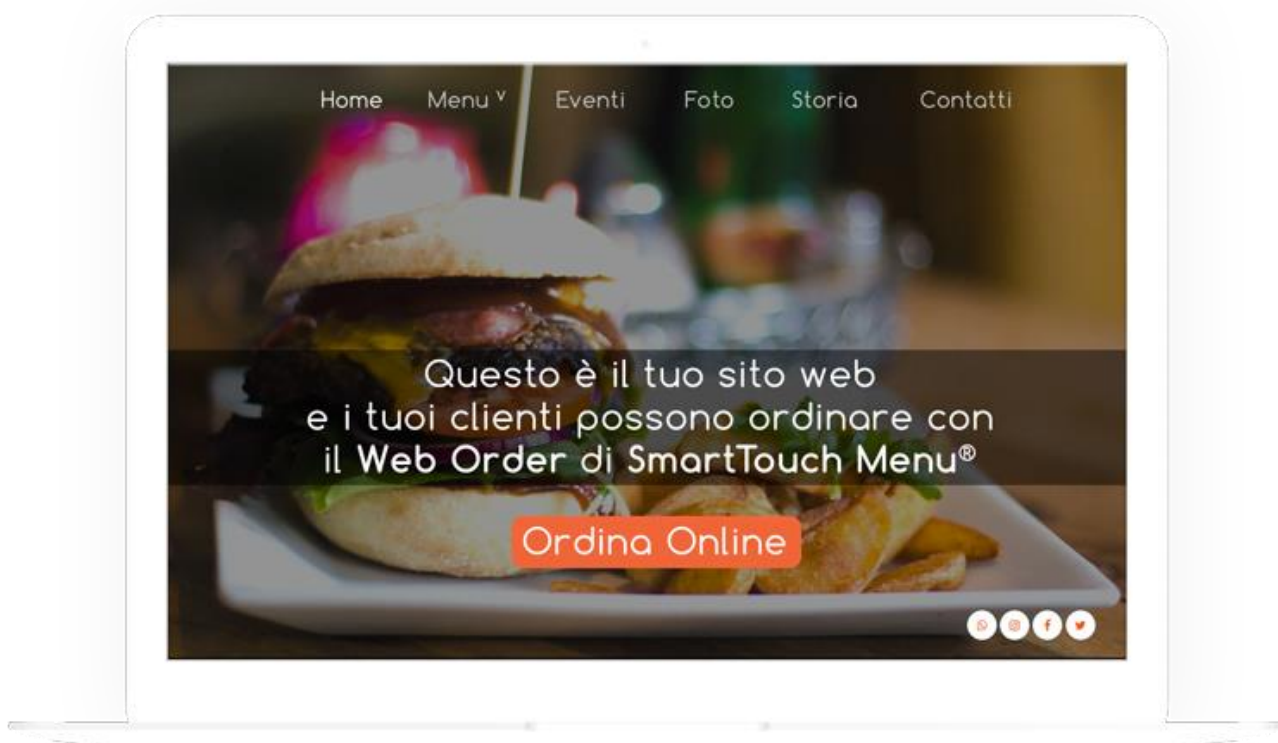 Home Menu v Eventi Foto Storia Contatti
Questo è il tuo sito web
e i tuoi clienti possono ordinare con
il Web Order di SmartTouch Menu®
Ordina Online